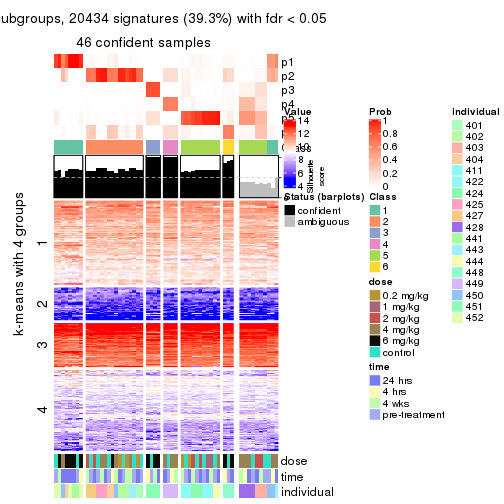 ubgroups, 20434 signatures (39.3%) with fdr < 0.05
46 confident samples
p1
p2
p3
p4
k-means with 4 groups
1
2
3
4
dose
time
individual
Value
14
12
10
8
6
4
Silhouette
score
Status (barplots)
confident
ambiguous
Prob
1
0.8
0.6
0.4
0.2
0
Class
1
2
3
4
5
6
dose
0.2 mg/kg
1 mg/kg
2 mg/kg
4 mg/kg
6 mg/kg
control
time
24 hrs
4 hrs
4 wks
pre-treatment
Individual
401
402
403
404
411
422
424
425
427
428
441
443
444
448
449
450
451
452